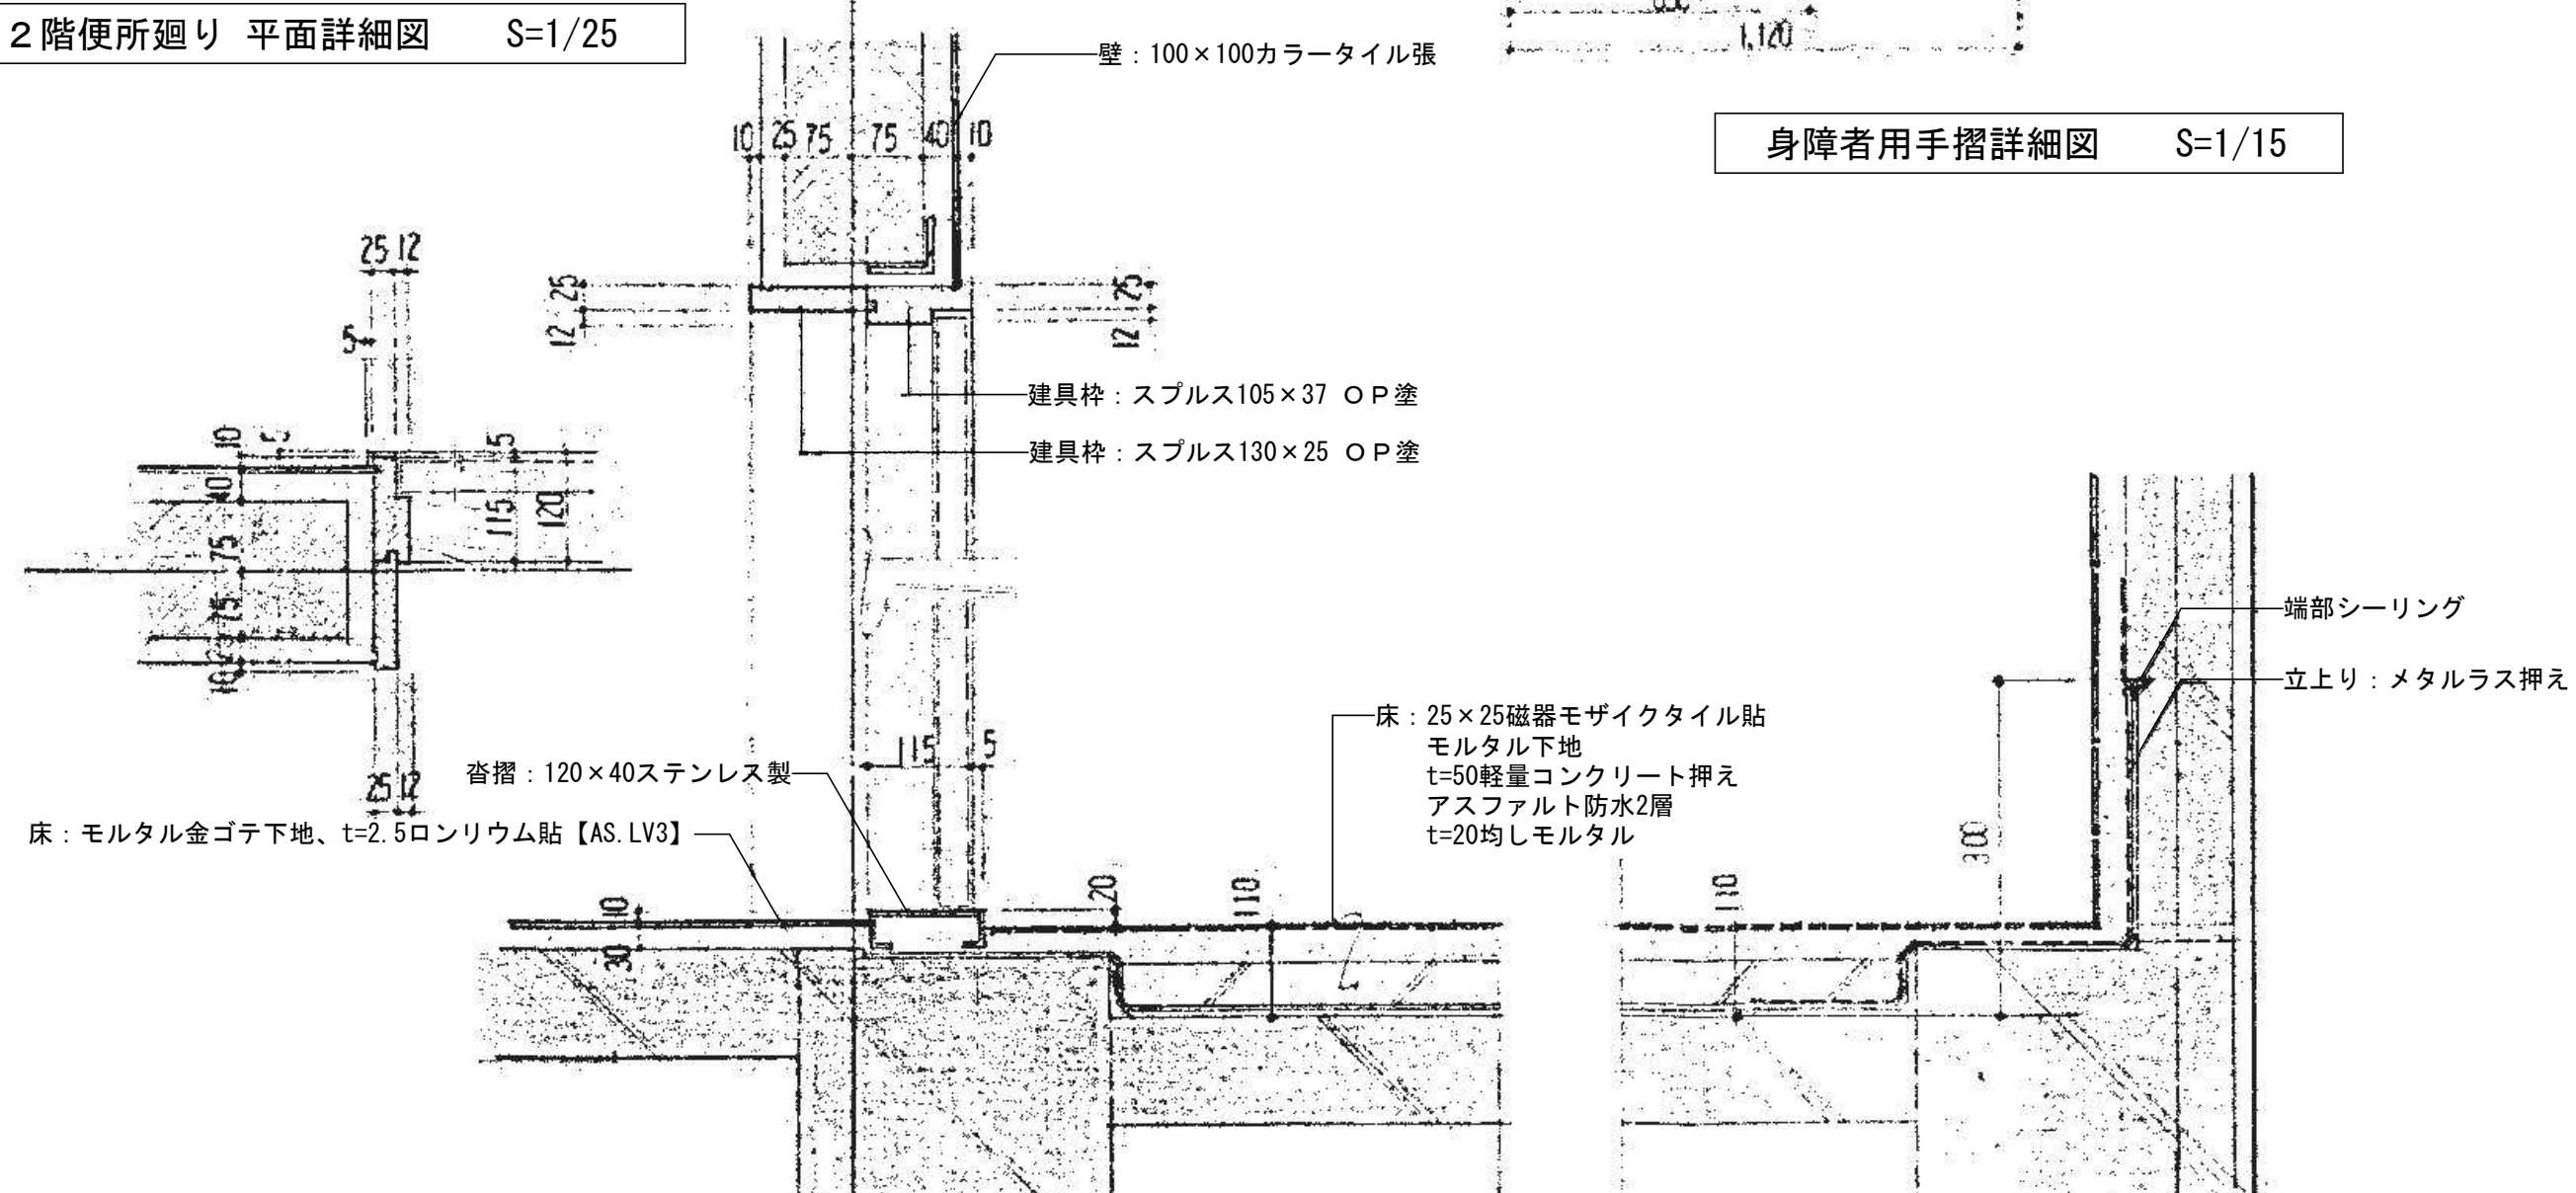 ２階便所廻り 平面詳細図 S=1/25
1,120
壁：100×100カラータイル張
身障者用手摺詳細図 S=1/15
10 25 75 75 40 10
25 12
5
25
12
25
12
建具枠：スプルス105×37 ＯＰ塗
建具枠：スプルス130×25 ＯＰ塗
10
5
40
75
75
10
5
115
120
25 12
端部シーリング
立上り：メタルラス押え
115 5
沓摺：120×40ステンレス製
床：モルタル金ゴテ下地、t=2.5ロンリウム貼【AS.LV3】
床：25×25磁器モザイクタイル貼
モルタル下地
t=50軽量コンクリート押え
アスファルト防水2層
t=20均しモルタル
10
30
20
110
110
300